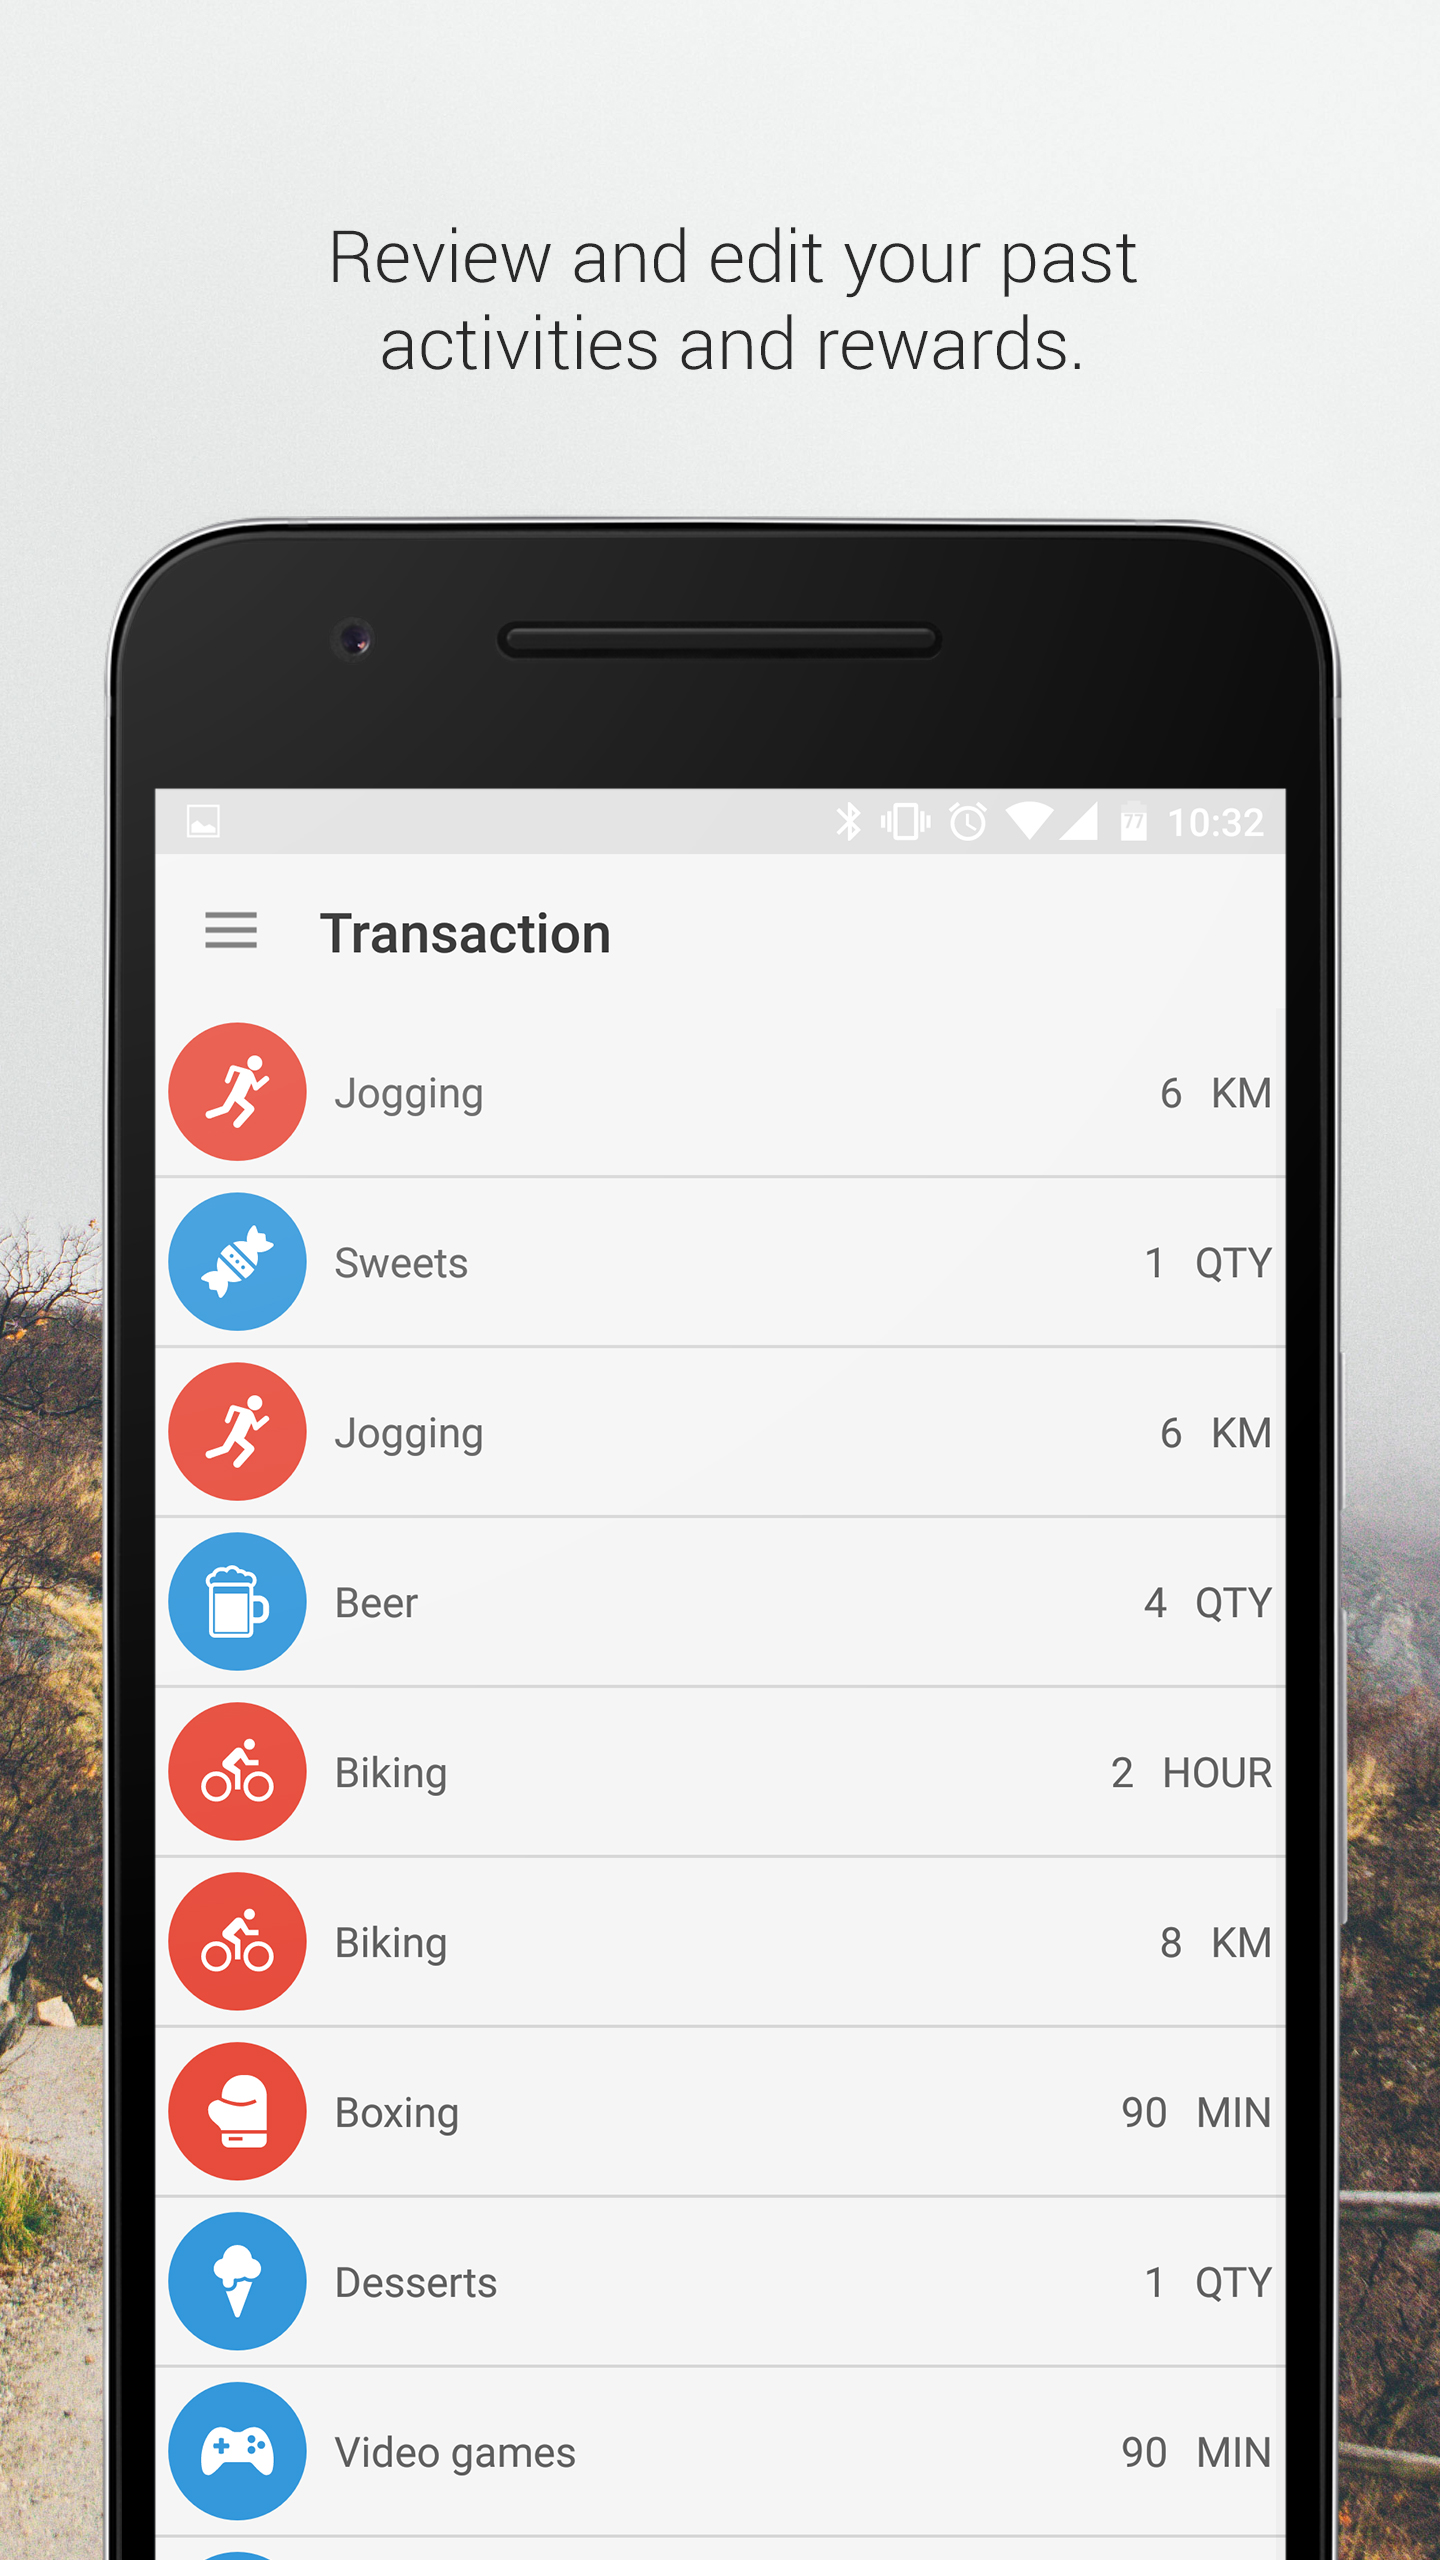 Review and edit your past
activities and rewards.
77 10:32
Transaction
Jogging 6 KM
Sweets 1 QTY
Jogging 6 KM
Beer 4 QTY
Biking 2 HOUR
Biking 8 KM
Boxing 90 MIN
Desserts 1 QTY
Video games 90 MIN